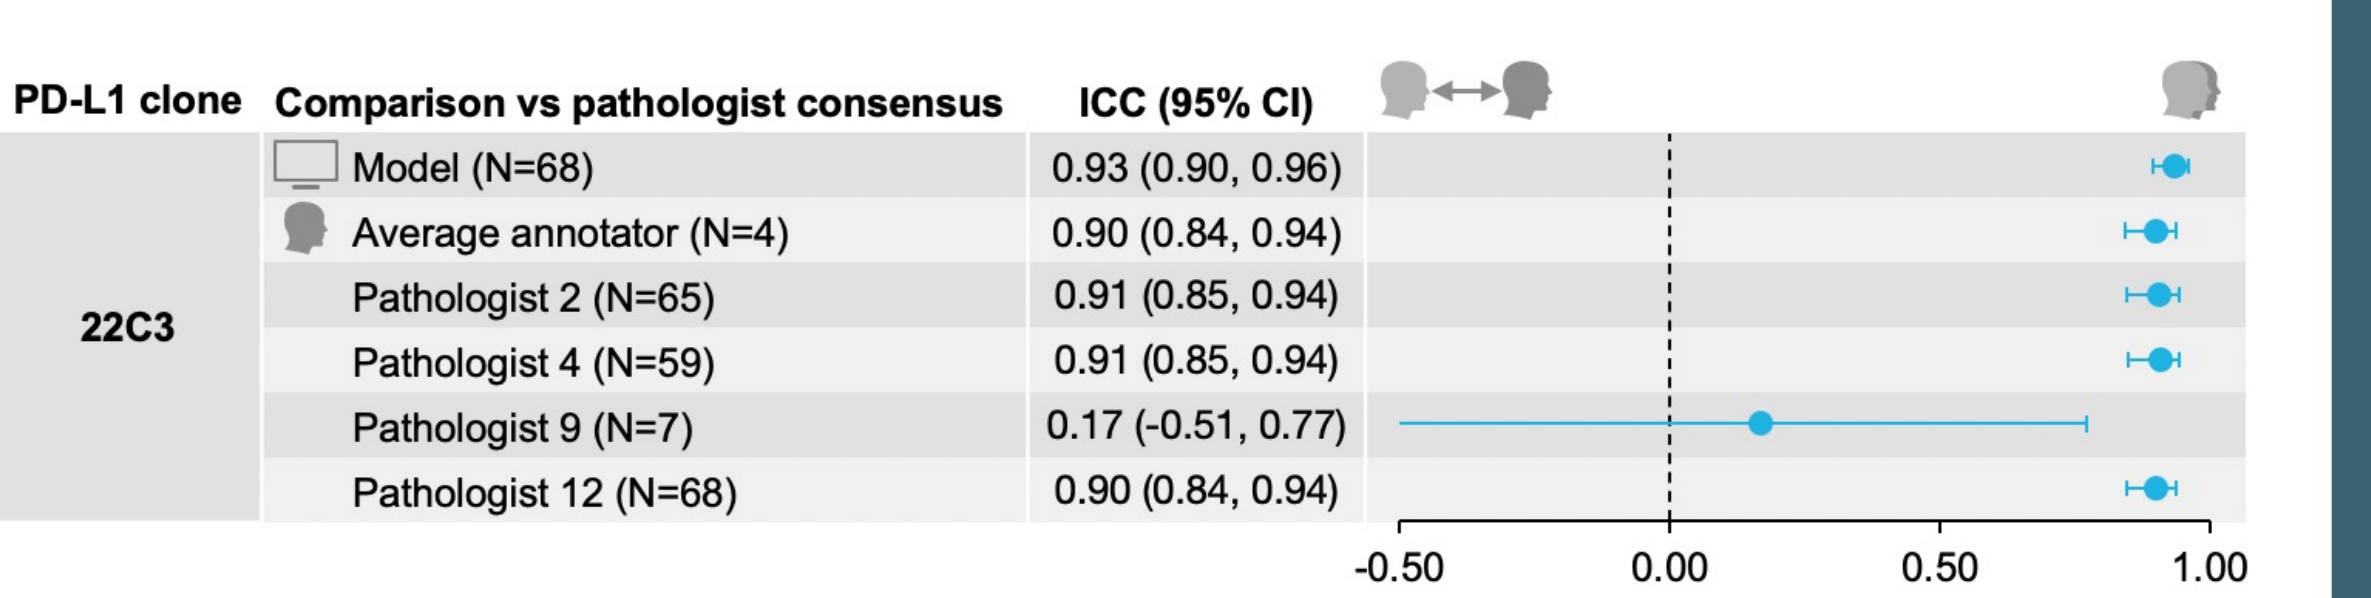 PD-L1 clone Comparison vs pathologist consensus ICC (95% CI)
Model (N=68) 0.93 (0.90, 0.96)
Average annotator (N=4) 0.90 (0.84, 0.94)
Pathologist 2 (N=65) 0.91 (0.85, 0.94)
22C3
Pathologist 4 (N=59) 0.91 (0.85, 0.94)
Pathologist 9 (N=7) 0.17 (-0.51, 0.77)
Pathologist 12 (N=68) 0.90 (0.84, 0.94)
-0.50 0.00 0.50 1.00